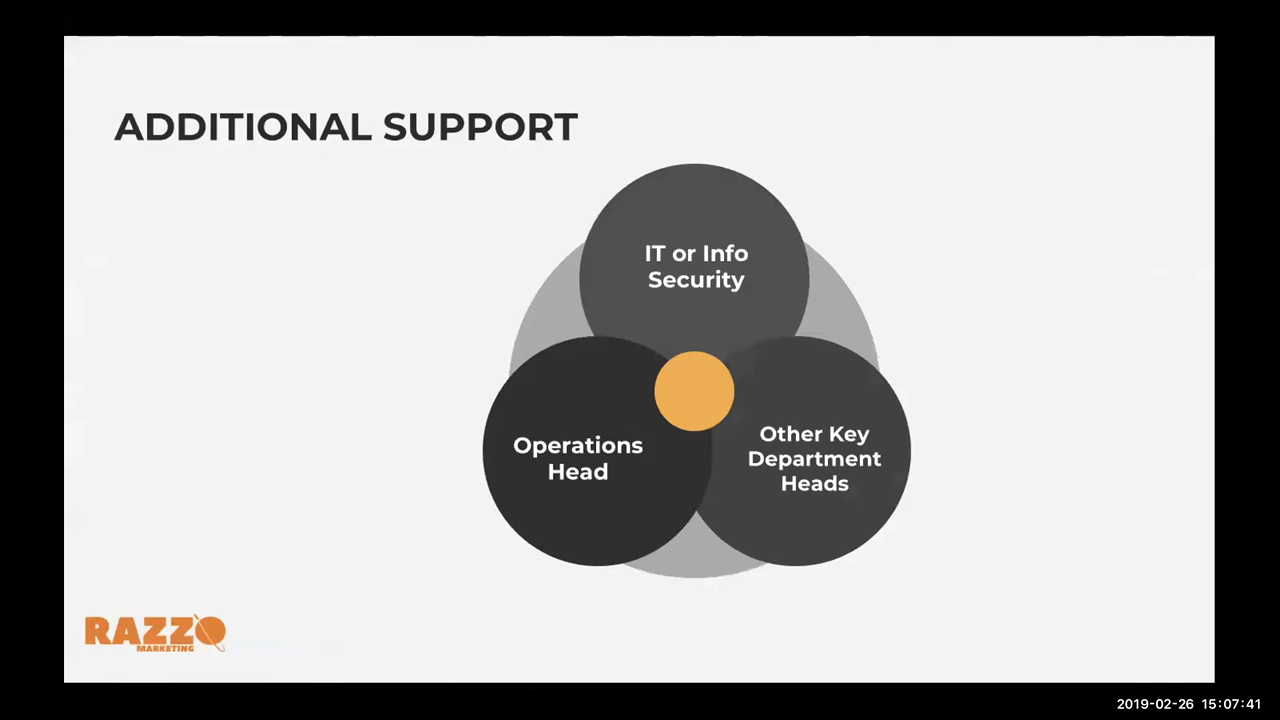 ADDITIONAL SUPPORT
IT or Info
Security
Operations
Head
Other Key
Department
Heads
RAZZO
MARKETING
2019-02-26 15:07:41